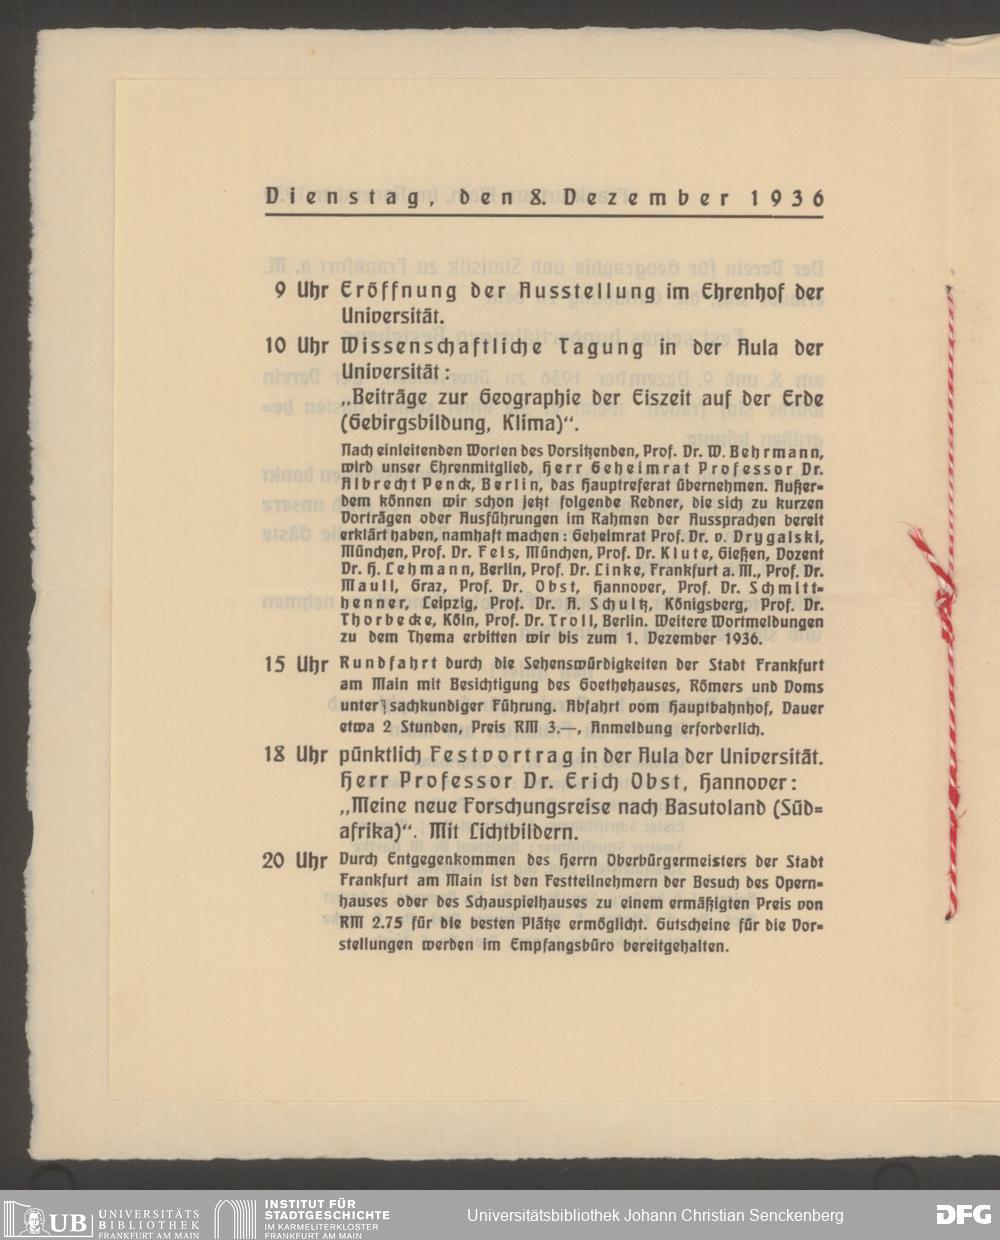 Dienstag, den 8. Dezember 1936
9 Uhr Eröffnung der Ausstellung im Ehrenhof der
Universität.
10 Uhr Wissenschaftliche Tagung in der Aula der
Universität:
„Beiträge zur Geographie der Eiszeit auf der Erde
(Gebirgsbildung, Klima)“.
Nach einleitenden Worten des Vorsitzenden, Prof. Dr. W. Behrmann,
wird unser Ehrenmitglied, Herr Geheimrat Professor Dr.
Albrecht Penck, Berlin, das Hauptreferat übernehmen. Außer-
dem können wir schon jetzt folgende Redner, die sich zu kurzen
Vorträgen oder Ausführungen im Rahmen der Aussprachen bereit
erklärt haben, namhaft machen: Geheimrat Prof. Dr. v. Drygalski,
München, Prof. Dr. Fels, München, Prof. Dr. Klute, Gießen, Dozent
Dr. H. Lehmann, Berlin, Prof. Dr. Linke, Frankfurt a. M., Prof. Dr.
Maull, Graz, Prof. Dr. Obst, Hannover, Prof. Dr. Schmitt-
henner, Leipzig, Prof. Dr. A. Schultz, Königsberg, Prof. Dr.
Thorbecke, Köln, Prof. Dr. Troll, Berlin. Weitere Wortmeldungen
zu dem Thema erbitten wir bis zum 1. Dezember 1936.
15 Uhr Rundfahrt durch die Sehenswürdigkeiten der Stadt Frankfurt
am Main mit Besichtigung des Goethehauses, Römers und Doms
unter sachkundiger Führung. Abfahrt vom Hauptbahnhof, Dauer
etwa 2 Stunden, Preis RM 3.—, Anmeldung erforderlich.
18 Uhr pünktlich Festvortrag in der Aula der Universität.
Herr Professor Dr. Erich Obst, Hannover:
„Meine neue Forschungsreise nach Basutoland (Süd-
afrika)“. Mit Lichtbildern.
20 Uhr Durch Entgegenkommen des Herrn Oberbürgermeisters der Stadt
Frankfurt am Main ist den Festteilnehmern der Besuch des Opern-
hauses oder des Schauspielhauses zu einem ermäßigten Preis von
RM 2.75 für die besten Plätze ermöglicht. Gutscheine für die Vor-
stellungen werden im Empfangsbüro bereitgehalten.
UB UNIVERSITÄTS
BIBLIOTHEK
FRANKFURT AM MAIN
INSTITUT FÜR
STADTGESCHICHTE
IM KARMELITERKLOSTER
FRANKFURT AM MAIN
Universitätsbibliothek Johann Christian Senckenberg
DFG